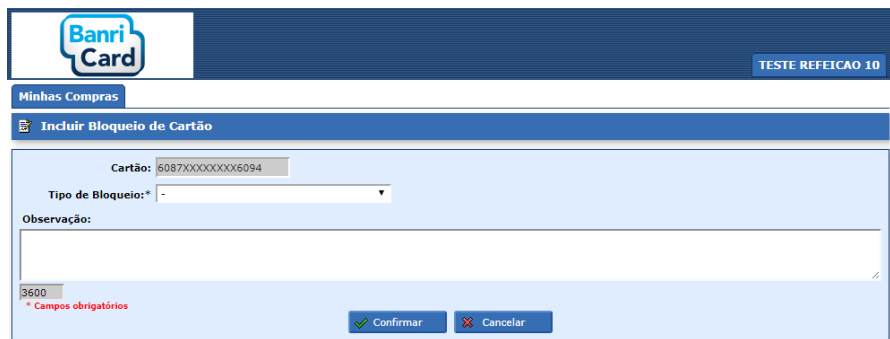 Banri
Card
TESTE REFEICAO 10
Minhas Compras
Incluir Bloqueio de Cartão
Cartão: 6087XXXXXXXX6094
Tipo de Bloqueio:* -
Observação:
3600
* Campos obrigatórios
Confirmar Cancelar